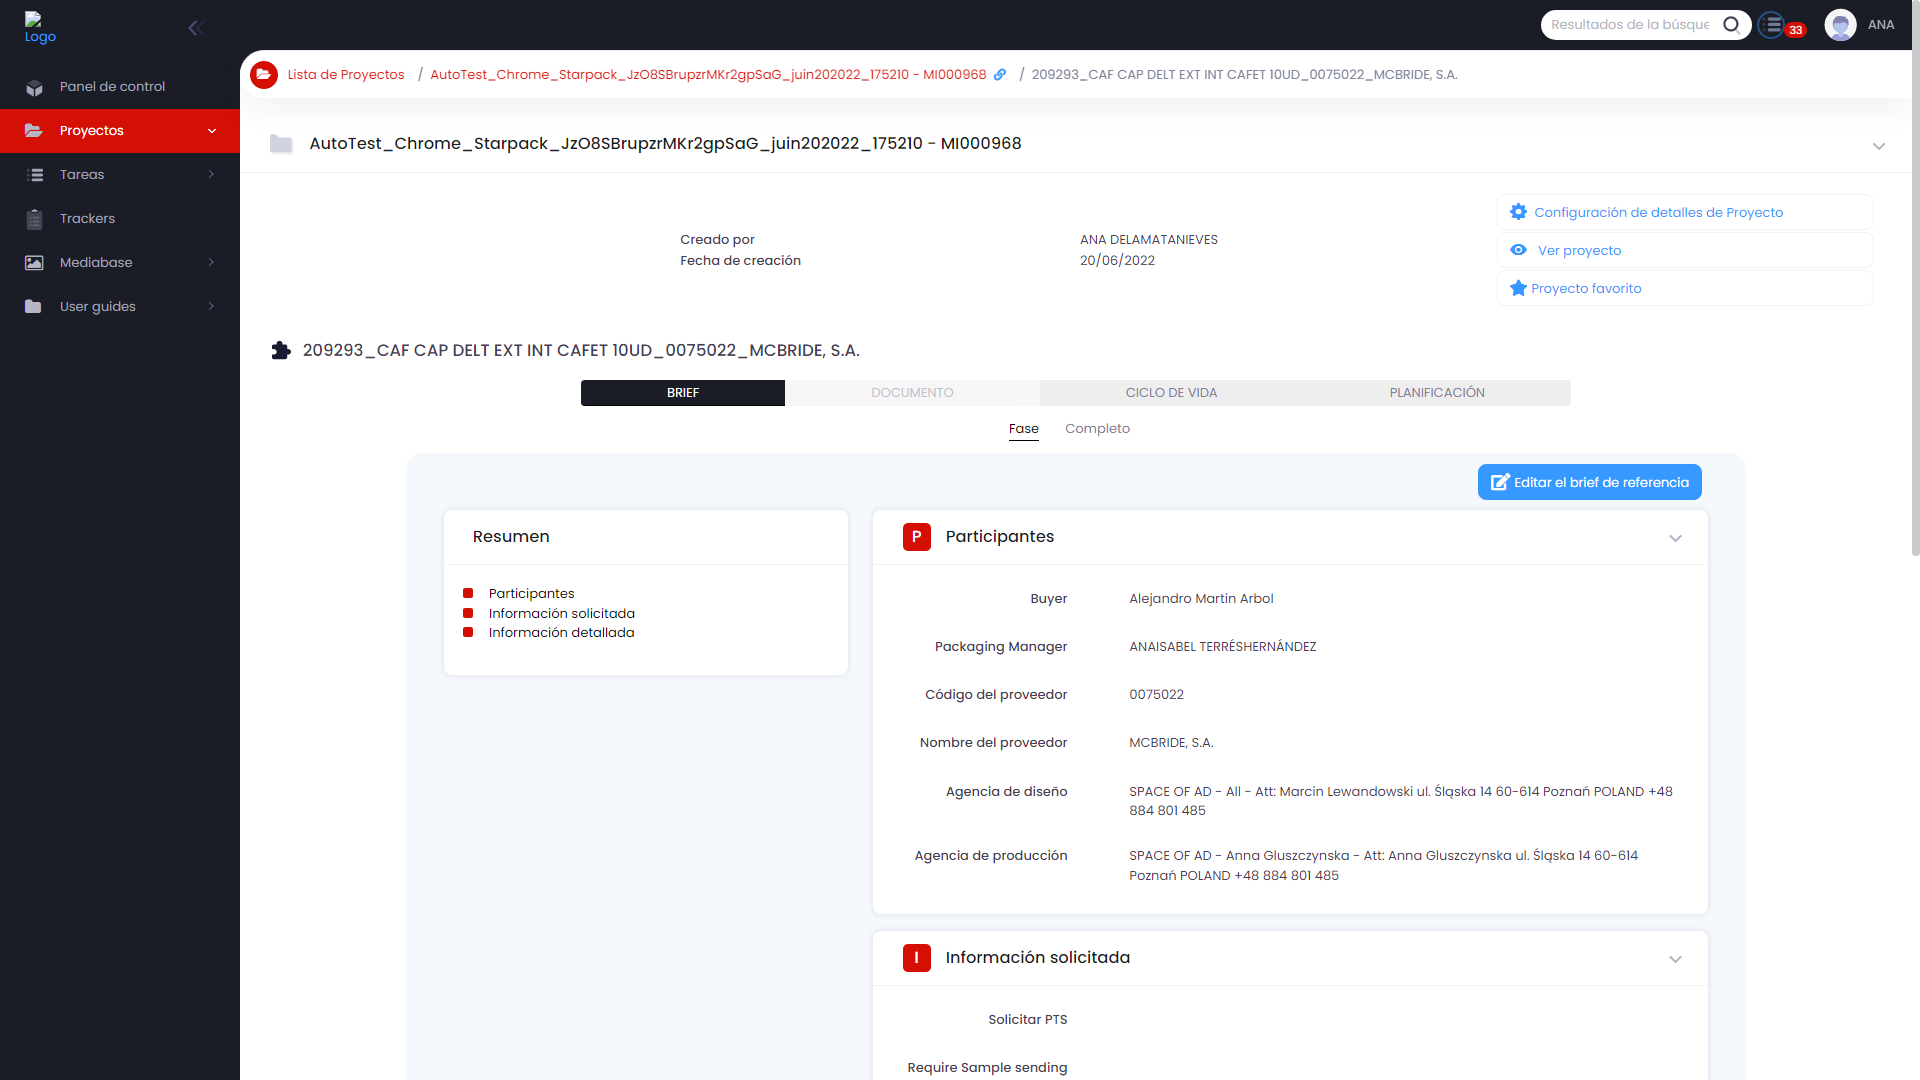 Logo
Resultados de la búsque
33
ANA
Lista de Proyectos / AutoTest_Chrome_Starpack_JzO8SBrupzrMKr2gpSaG_juin202022_175210 - MI000968 / 209293_CAF CAP DELT EXT INT CAFET 10UD_0075022_MCBRIDE, S.A.
Panel de control
Proyectos
Tareas
Trackers
Mediabase
User guides
AutoTest_Chrome_Starpack_JzO8SBrupzrMKr2gpSaG_juin202022_175210 - MI000968
Creado por ANA DELAMATANIEVES
Fecha de creación 20/06/2022
Configuración de detalles de Proyecto
Ver proyecto
Proyecto favorito
209293_CAF CAP DELT EXT INT CAFET 10UD_0075022_MCBRIDE, S.A.
BRIEF DOCUMENTO CICLO DE VIDA PLANIFICACIÓN
Fase Completo
Editar el brief de referencia
Resumen
Participantes
Información solicitada
Información detallada
P Participantes
Buyer Alejandro Martin Arbol
Packaging Manager ANAISABEL TERRÉSHERNÁNDEZ
Código del proveedor 0075022
Nombre del proveedor MCBRIDE, S.A.
Agencia de diseño SPACE OF AD - All - Att: Marcin Lewandowski ul. Śląska 14 60-614 Poznań POLAND +48
884 801 485
Agencia de producción SPACE OF AD - Anna Gluszczynska - Att: Anna Gluszczynska ul. Śląska 14 60-614
Poznań POLAND +48 884 801 485
I Información solicitada
Solicitar PTS
Require Sample sending